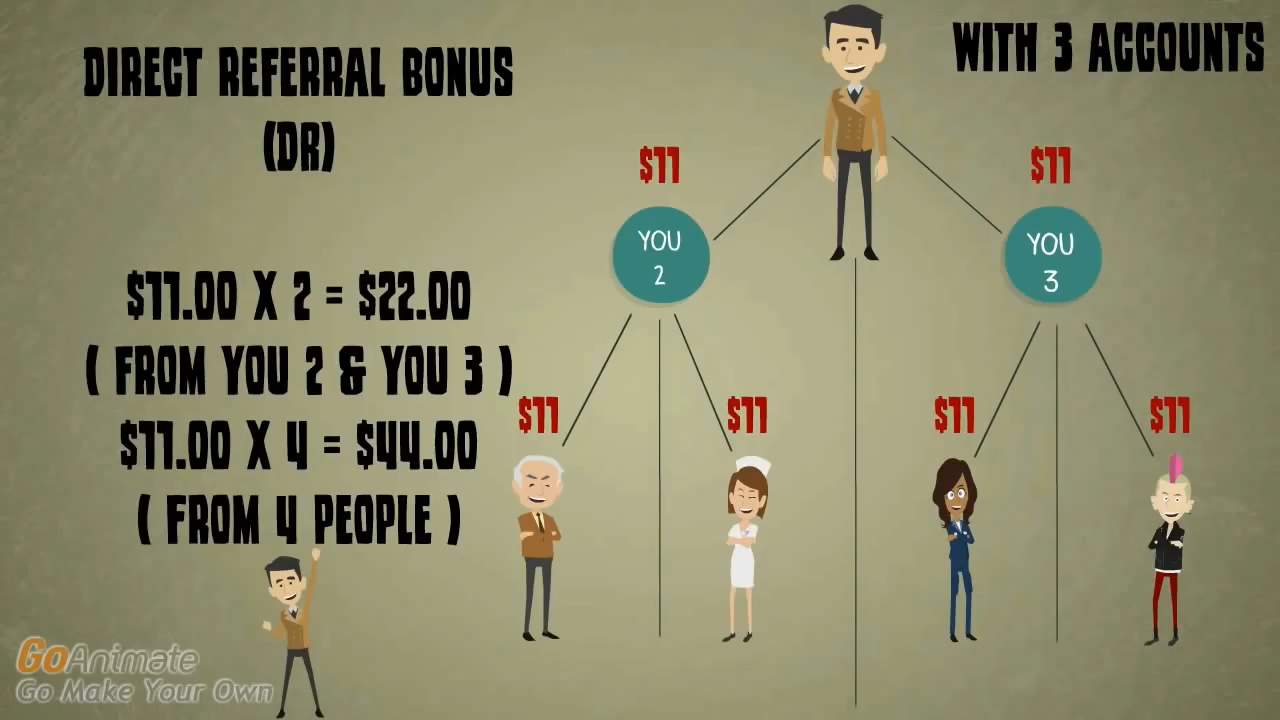 DIRECT REFERRAL BONUS
(DR)
WITH 3 ACCOUNTS
$11.00 X 2 = $22.00
( FROM YOU 2 & YOU 3 )
$11.00 X 4 = $44.00
( FROM 4 PEOPLE )
$11
$11
YOU
2
YOU
3
$11
$11
$11
$11
GoAnimate
Go Make Your Own